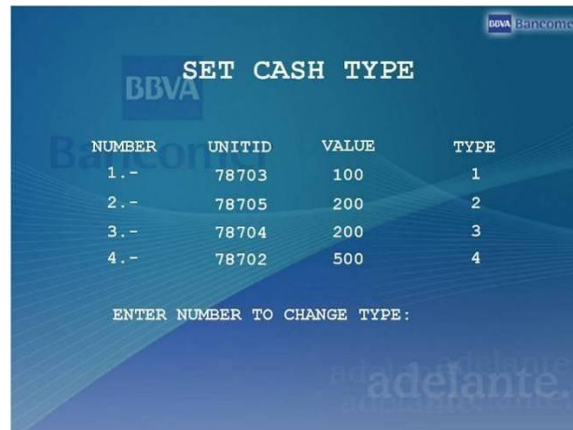 BBVA Bancomer
SET CASH TYPE
BBVA
Bancomer
NUMBER UNITID VALUE TYPE
1.- 78703 100 1
2.- 78705 200 2
3.- 78704 200 3
4.- 78702 500 4
ENTER NUMBER TO CHANGE TYPE:
adelante.